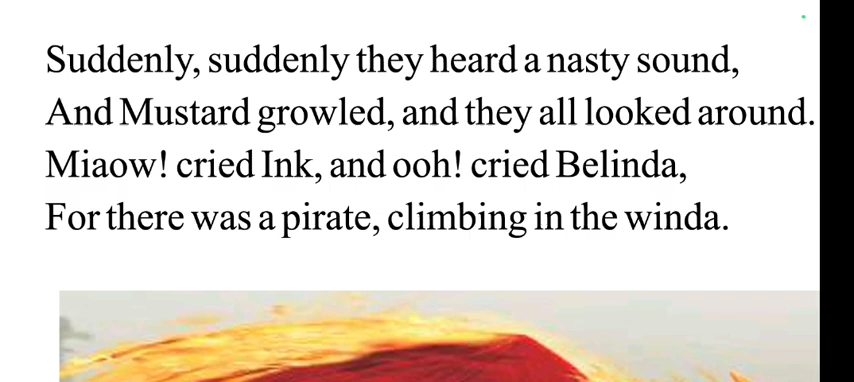 Suddenly, suddenly they heard a nasty sound,
And Mustard growled, and they all looked around.
Miaow! cried Ink, and ooh! cried Belinda,
For there was a pirate, climbing in the winda.